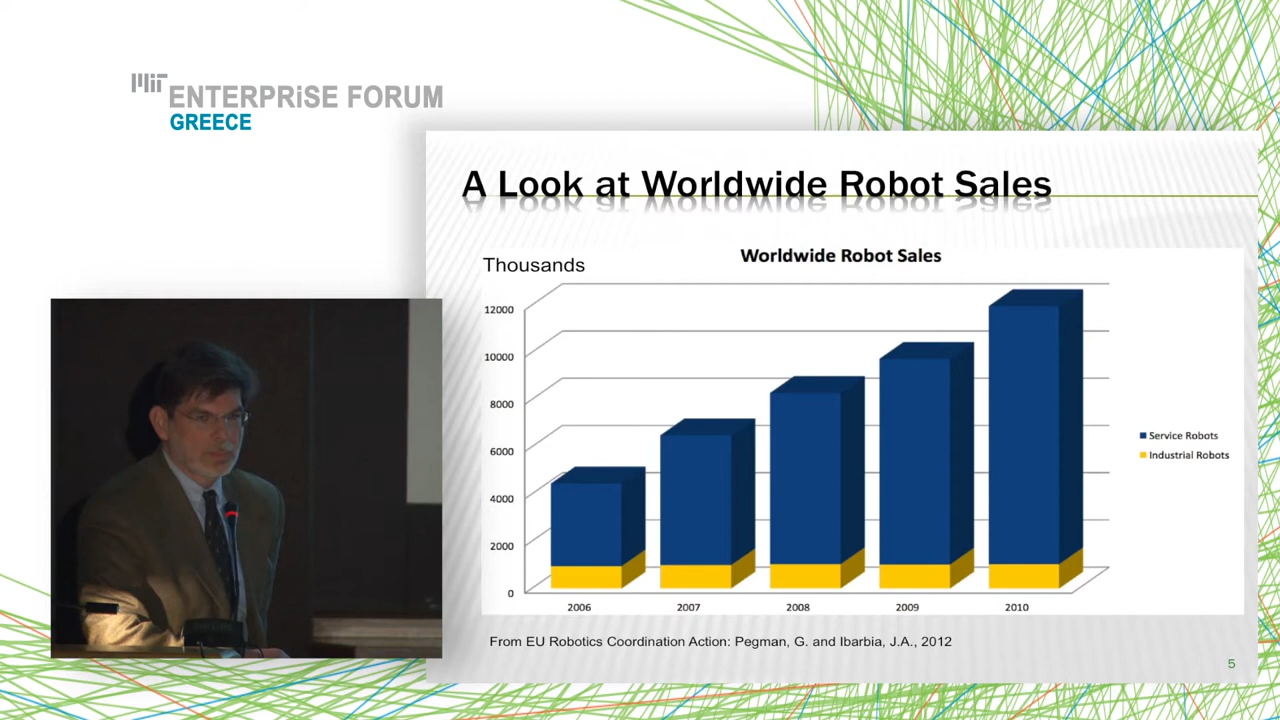 MIT
ENTERPRiSE FORUM
GREECE
A Look at Worldwide Robot Sales
Worldwide Robot Sales
Thousands
12000
10000
8000
6000
4000
2000
0
2006 2007 2008 2009 2010
Service Robots
Industrial Robots
From EU Robotics Coordination Action: Pegman, G. and Ibarbia, J.A., 2012
5